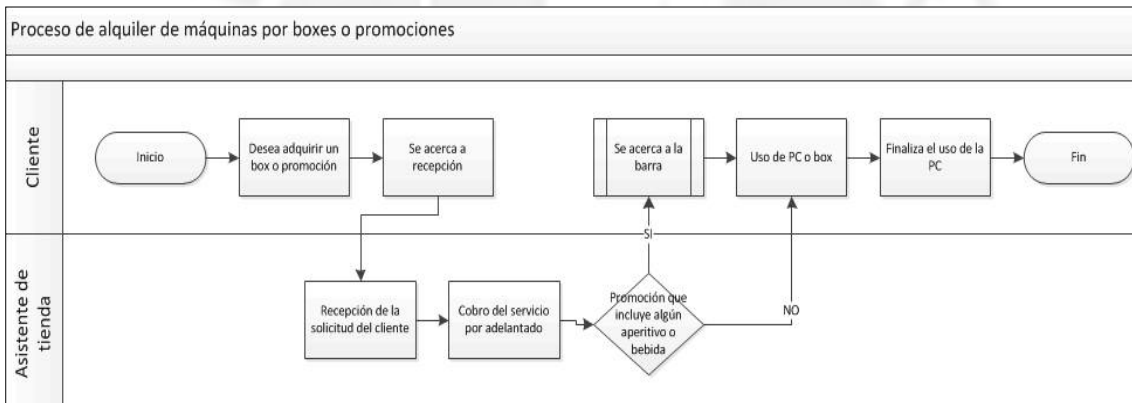 Proceso de alquiler de máquinas por boxes o promociones
Cliente
Inicio
Desea adquirir un
box o promoción
Se acerca a
recepción
Se acerca a la
barra
Uso de PC o box
Finaliza el uso de la
PC
Fin
Asistente de
tienda
Recepción de la
solicitud del cliente
Cobro del servicio
por adelantado
Promoción que
incluye algún
aperitivo o
bebida
SI
NO